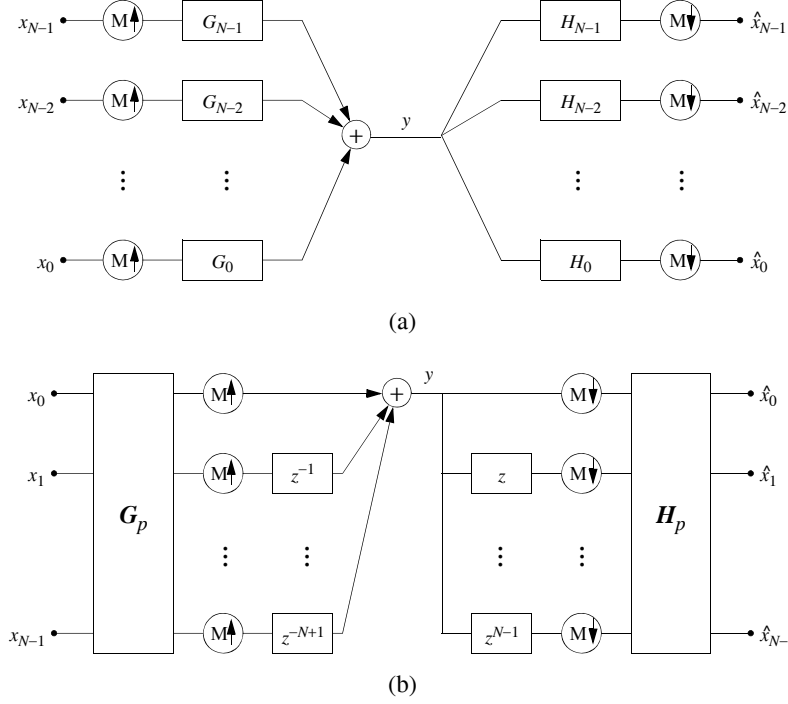 x_{N–1} M G_{N–1} H_{N–1} M x̂_{N–1}
x_{N–2} M G_{N–2} H_{N–2} M x̂_{N–2}
+ y
⋮ ⋮ ⋮ ⋮
x_0 M G_0 H_0 M x̂_0
(a)
x_0 M + y M x̂_0
x_1 M z^{–1} z M x̂_1
G_p H_p
⋮ ⋮ ⋮ ⋮
x_{N–1} M z^{–N+1} z^{N–1} M x̂_{N–}
(b)